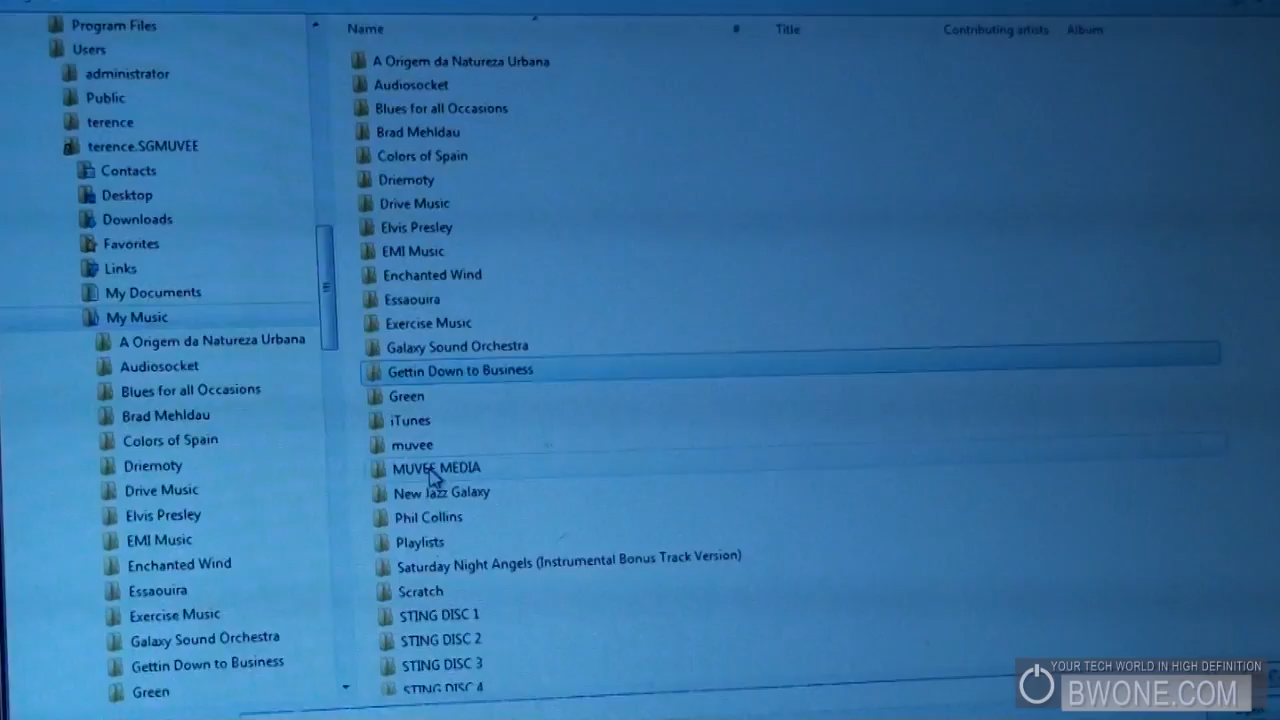 Program Files
Users
administrator
Public
terence
terence.SGMUVEE
Contacts
Desktop
Downloads
Favorites
Links
My Documents
My Music
A Origem da Natureza Urbana
Audiosocket
Blues for all Occasions
Brad Mehldau
Colors of Spain
Driemoty
Drive Music
Elvis Presley
EMI Music
Enchanted Wind
Essaouira
Exercise Music
Galaxy Sound Orchestra
Gettin Down to Business
Green
Name # Title Contributing artists Album
A Origem da Natureza Urbana
Audiosocket
Blues for all Occasions
Brad Mehldau
Colors of Spain
Driemoty
Drive Music
Elvis Presley
EMI Music
Enchanted Wind
Essaouira
Exercise Music
Galaxy Sound Orchestra
Gettin Down to Business
Green
iTunes
muvee
MUVEE MEDIA
New Jazz Galaxy
Phil Collins
Playlists
Saturday Night Angels (Instrumental Bonus Track Version)
Scratch
STING DISC 1
STING DISC 2
STING DISC 3
STING DISC 4
YOUR TECH WORLD IN HIGH DEFINITION
BWONE.COM